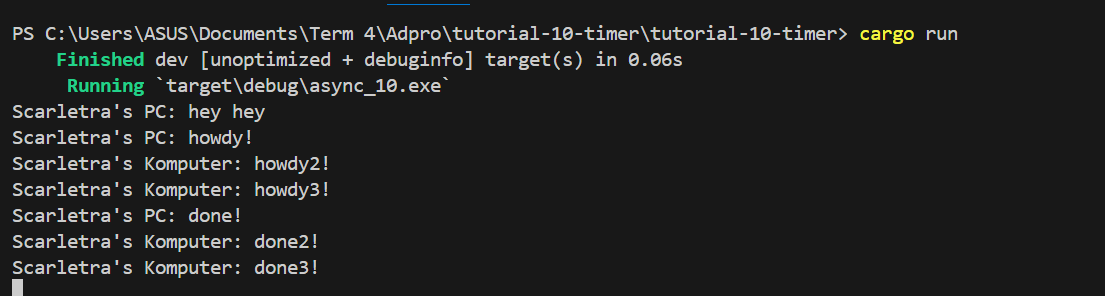 PS C:\Users\ASUS\Documents\Term 4\Adpro\tutorial-10-timer\tutorial-10-timer> cargo run
    Finished dev [unoptimized + debuginfo] target(s) in 0.06s
     Running `target\debug\async_10.exe`
Scarletra's PC: hey hey
Scarletra's PC: howdy!
Scarletra's Komputer: howdy2!
Scarletra's Komputer: howdy3!
Scarletra's PC: done!
Scarletra's Komputer: done2!
Scarletra's Komputer: done3!